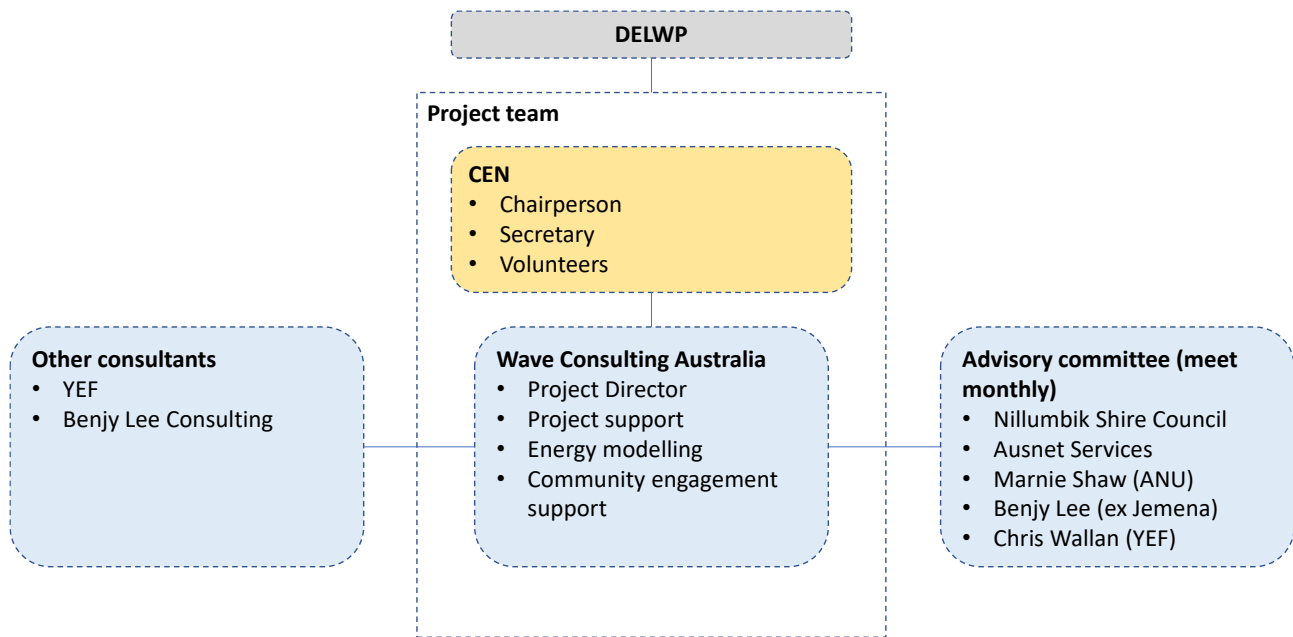 DELWP
Project team
CEN
• Chairperson
• Secretary
• Volunteers
Other consultants
• YEF
• Benjy Lee Consulting
Wave Consulting Australia
• Project Director
• Project support
• Energy modelling
• Community engagement
support
Advisory committee (meet
monthly)
• Nillumbik Shire Council
• Ausnet Services
• Marnie Shaw (ANU)
• Benjy Lee (ex Jemena)
• Chris Wallan (YEF)